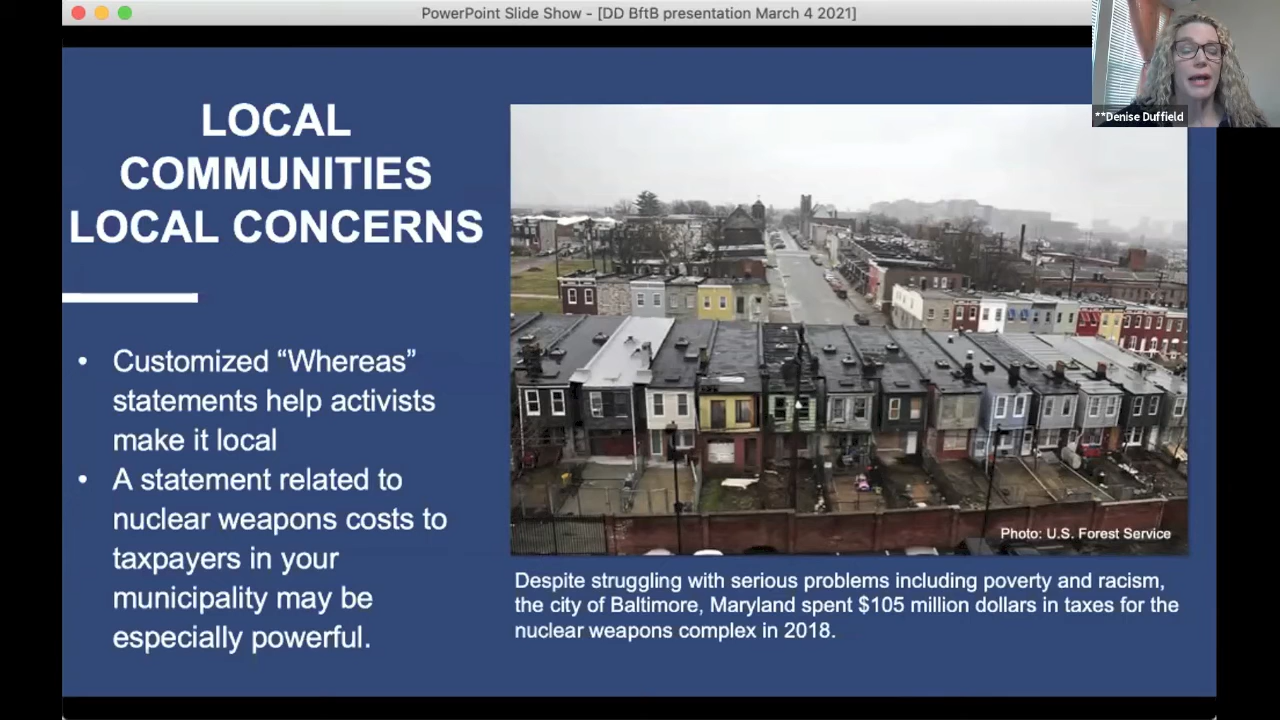 PowerPoint Slide Show - [DD BftB presentation March 4 2021]
**Denise Duffield
LOCAL
COMMUNITIES
LOCAL CONCERNS
• Customized “Whereas”
statements help activists
make it local
• A statement related to
nuclear weapons costs to
taxpayers in your
municipality may be
especially powerful.
Photo: U.S. Forest Service
Despite struggling with serious problems including poverty and racism,
the city of Baltimore, Maryland spent $105 million dollars in taxes for the
nuclear weapons complex in 2018.